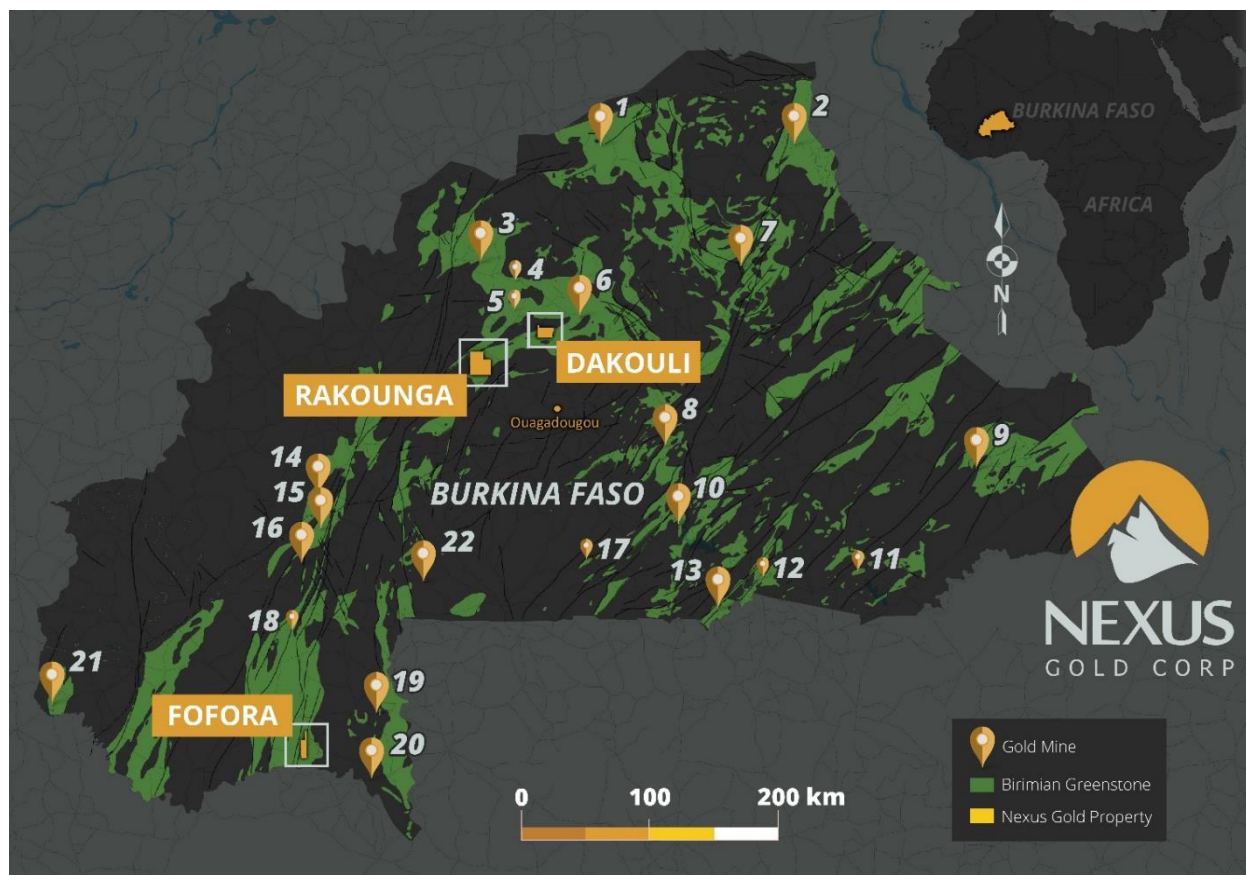 1
2
BURKINA FASO
AFRICA
3
7
4
6
5
N
DAKOULI
RAKOUNGA
Ouagadougou
8
9
14
BURKINA FASO
10
15
16
22
17
13
12
11
NEXUS
GOLD CORP
18
21
19
FOFORA
20
Gold Mine
0 100 200 km
Birimian Greenstone
Nexus Gold Property